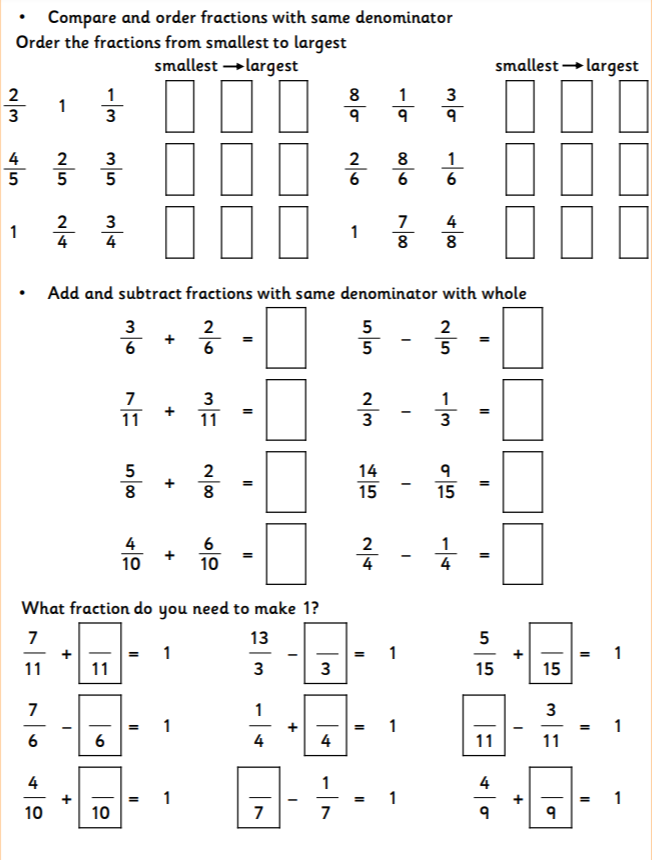 • Compare and order fractions with same denominator
Order the fractions from smallest to largest
smallest → largest smallest → largest
2/3 1 1/3 8/9 1/9 3/9
4/5 2/5 3/5 2/6 8/6 1/6
1 2/4 3/4 1 7/8 4/8
• Add and subtract fractions with same denominator with whole
3/6 + 2/6 = 5/5 – 2/5 =
7/11 + 3/11 = 2/3 – 1/3 =
5/8 + 2/8 = 14/15 – 9/15 =
4/10 + 6/10 = 2/4 – 1/4 =
What fraction do you need to make 1?
7/11 + /11 = 1 13/3 – /3 = 1 5/15 + /15 = 1
7/6 – /6 = 1 1/4 + /4 = 1 /11 – 3/11 = 1
4/10 + /10 = 1 /7 – 1/7 = 1 4/9 + /9 = 1